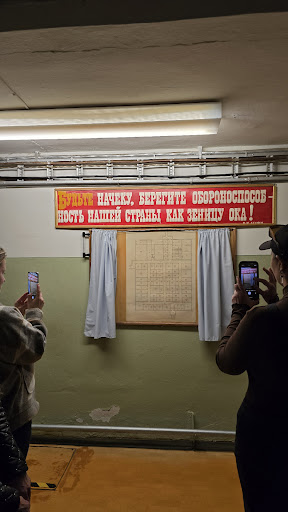 Будьте начеку, берегите обороноспособ-
ность нашей страны как зеницу ока!